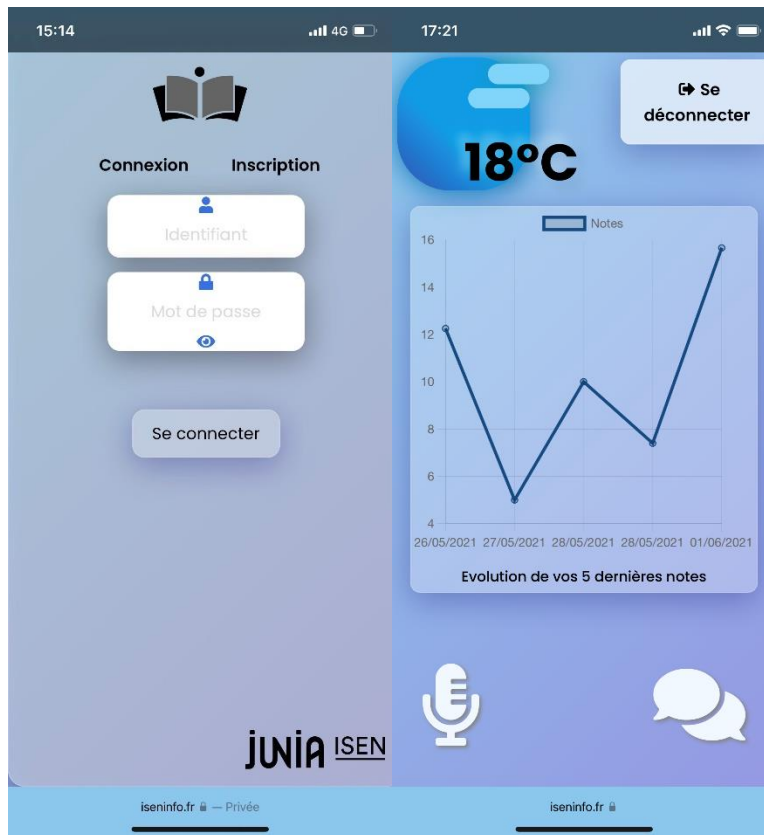 15:14
4G
Connexion Inscription
Identifiant
Mot de passe
Se connecter
JUNIA ISEN
iseninfo.fr — Privée
17:21
Se
déconnecter
18°C
Notes
16
14
12
10
8
6
4
26/05/2021 27/05/2021 28/05/2021 28/05/2021 01/06/2021
Evolution de vos 5 dernières notes
iseninfo.fr